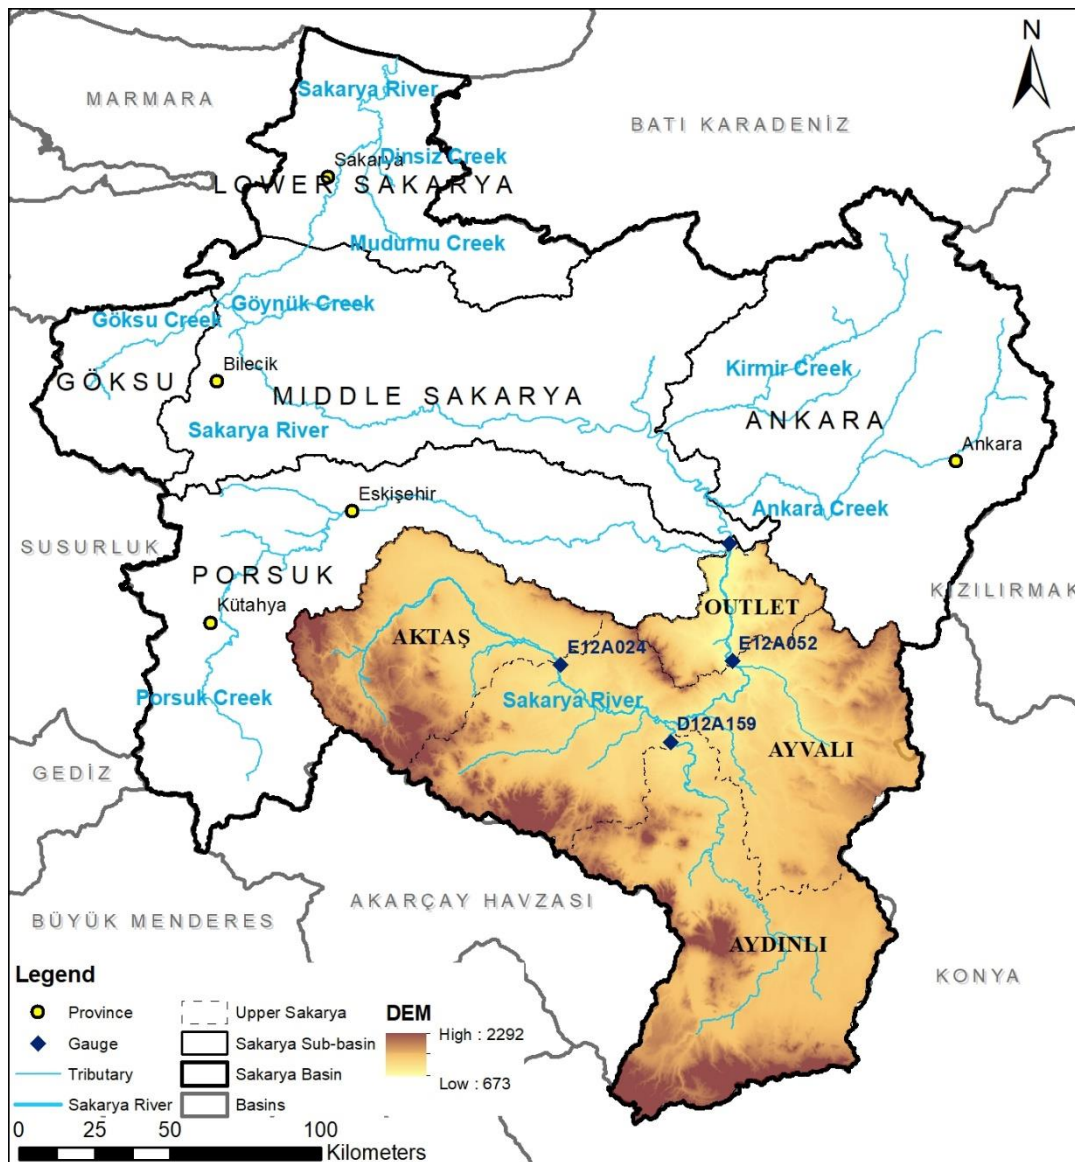 N
Sakarya River
MARMARA
BATI KARADENİZ
Dinsiz Creek
Sakarya
LOWER SAKARYA
Mudurnu Creek
Göynük Creek
Göksu Creek
Bilecik
Kirmir Creek
GÖKSU
MIDDLE SAKARYA
ANKARA
Sakarya River
Ankara
Eskişehir
Ankara Creek
SUSURLUK
PORSUK
KIZILIRMAK
OUTLET
Kütahya
AKTAŞ
E12A024
E12A052
Porsuk Creek
Sakarya River
D12A159
AYVALI
GEDİZ
AKARÇAY HAVZASI
BÜYÜK MENDERES
AYDINLI
KONYA
Legend
Province
Gauge
Tributary
Sakarya River
Upper Sakarya
Sakarya Sub-basin
Sakarya Basin
Basins
DEM
High : 2292
Low : 673
0 25 50 100
Kilometers